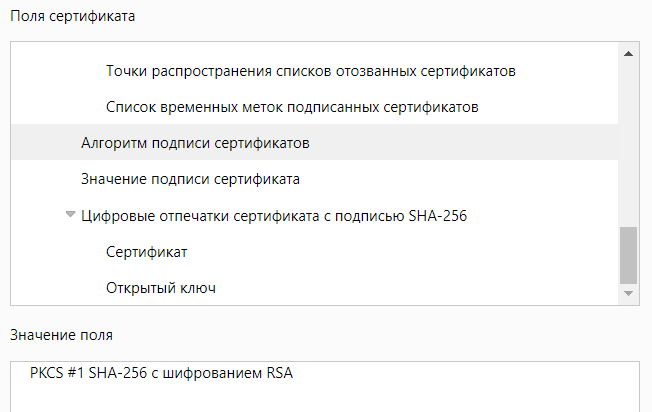 Поля сертификата
Точки распространения списков отозванных сертификатов
Список временных меток подписанных сертификатов
Алгоритм подписи сертификатов
Значение подписи сертификата
Цифровые отпечатки сертификата с подписью SHA-256
Сертификат
Открытый ключ
Значение поля
PKCS #1 SHA-256 с шифрованием RSA